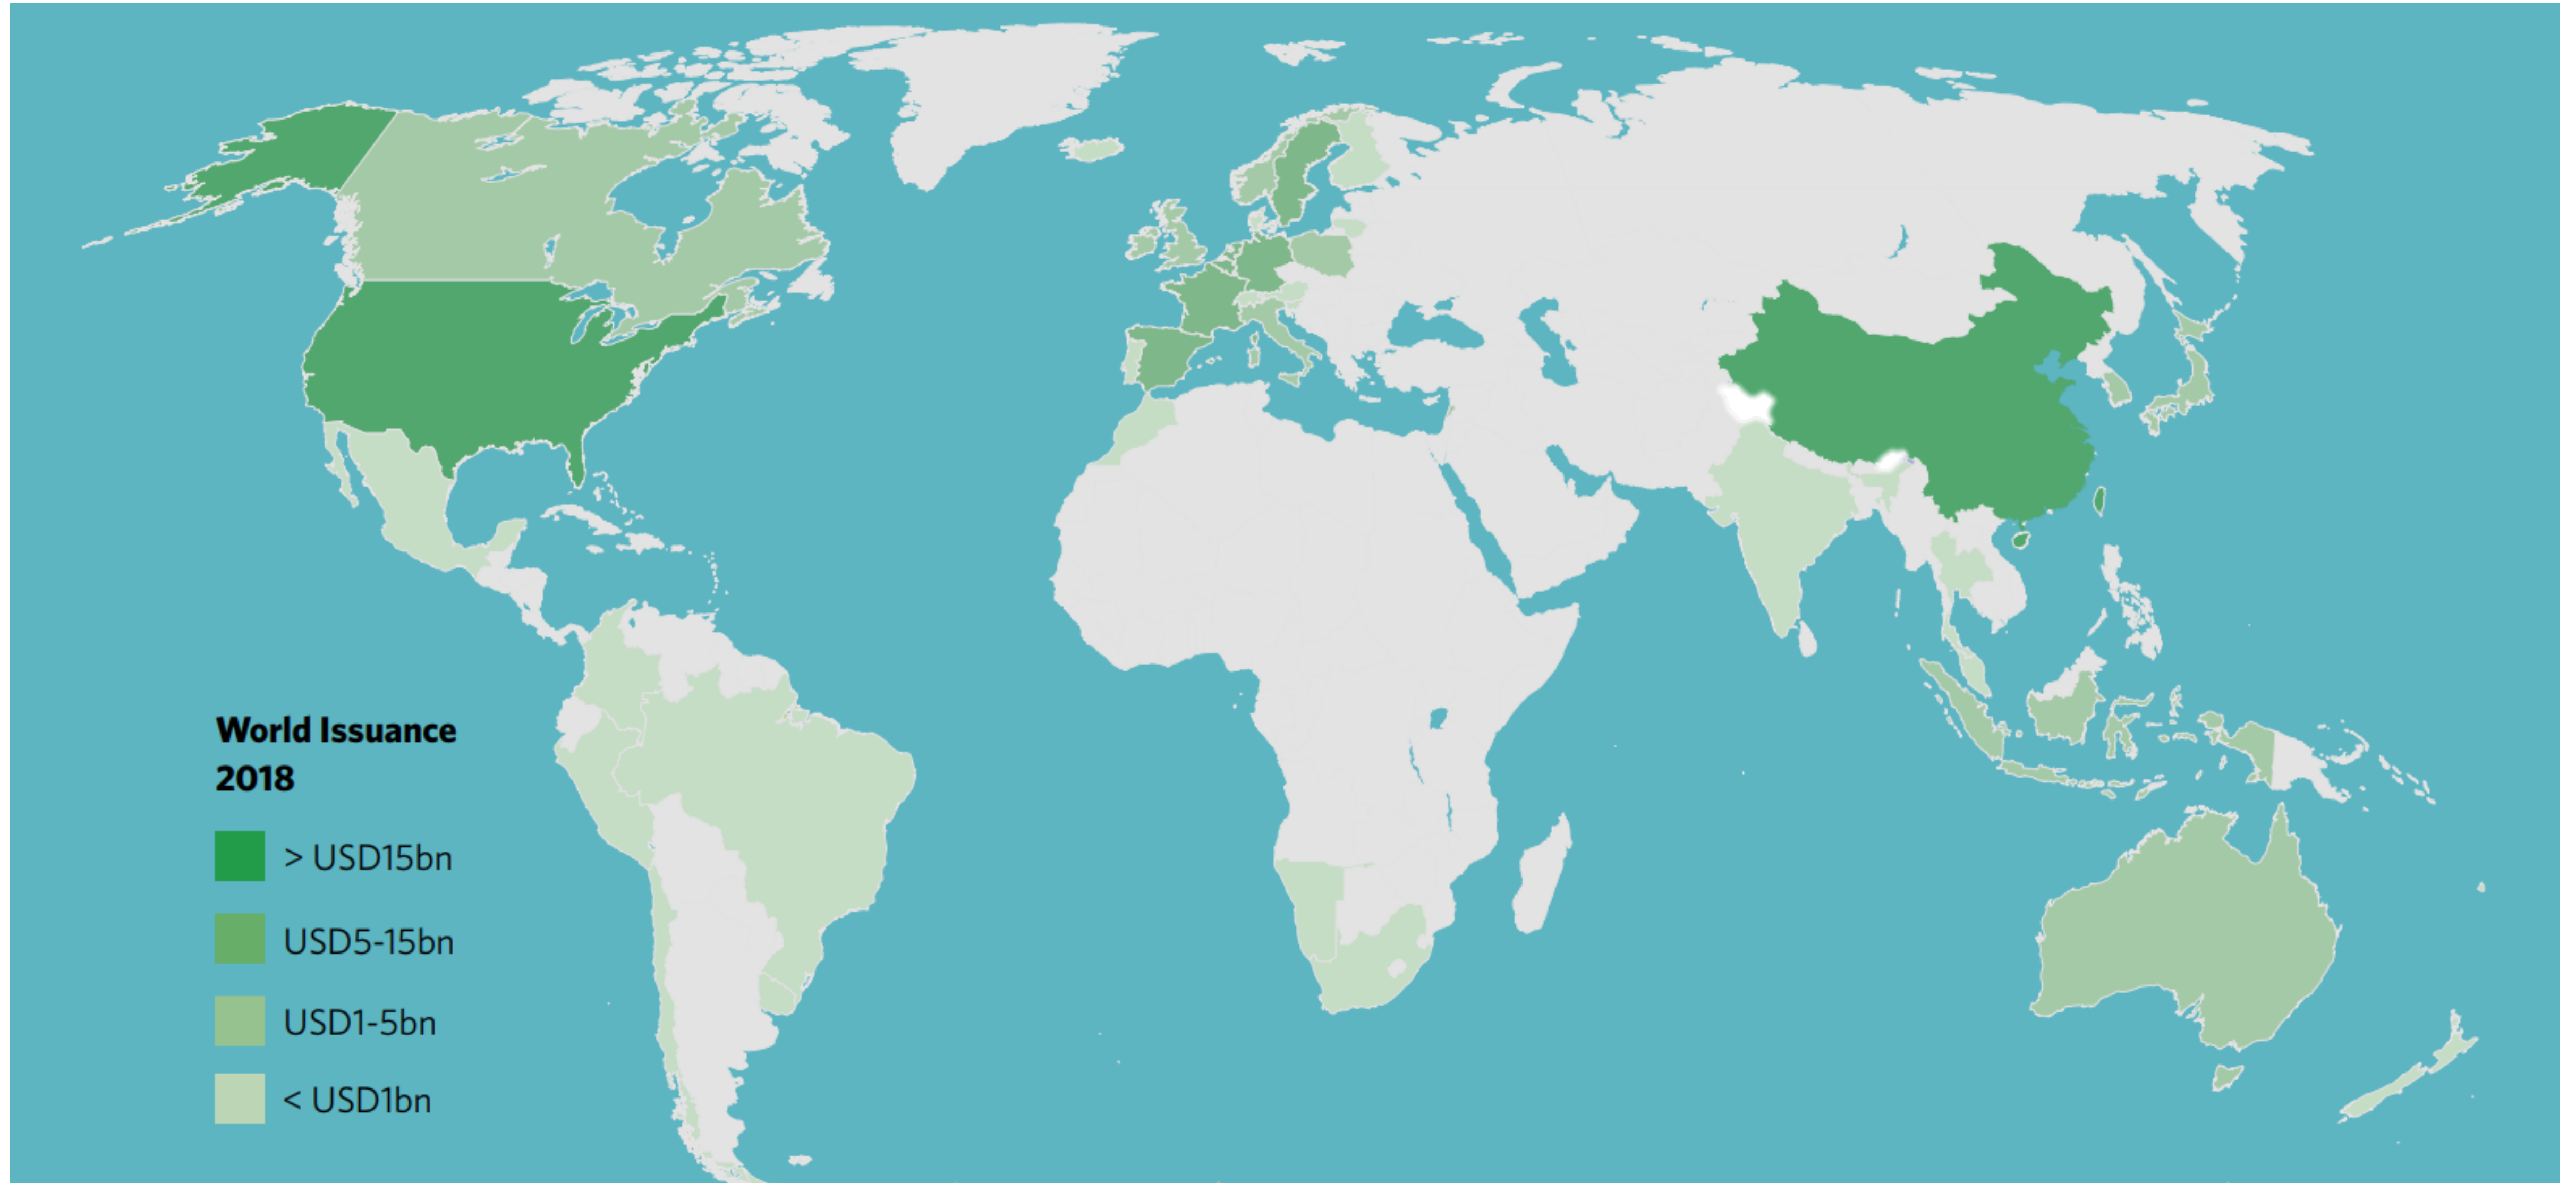 World Issuance
2018
> USD15bn
USD5-15bn
USD1-5bn
< USD1bn